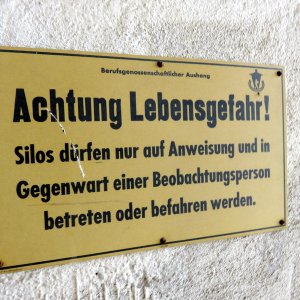 Berufsgenossenschaftlicher Aushang
Achtung Lebensgefahr!
Silos dürfen nur auf Anweisung und in
Gegenwart einer Beobachtungsperson
betreten oder befahren werden.